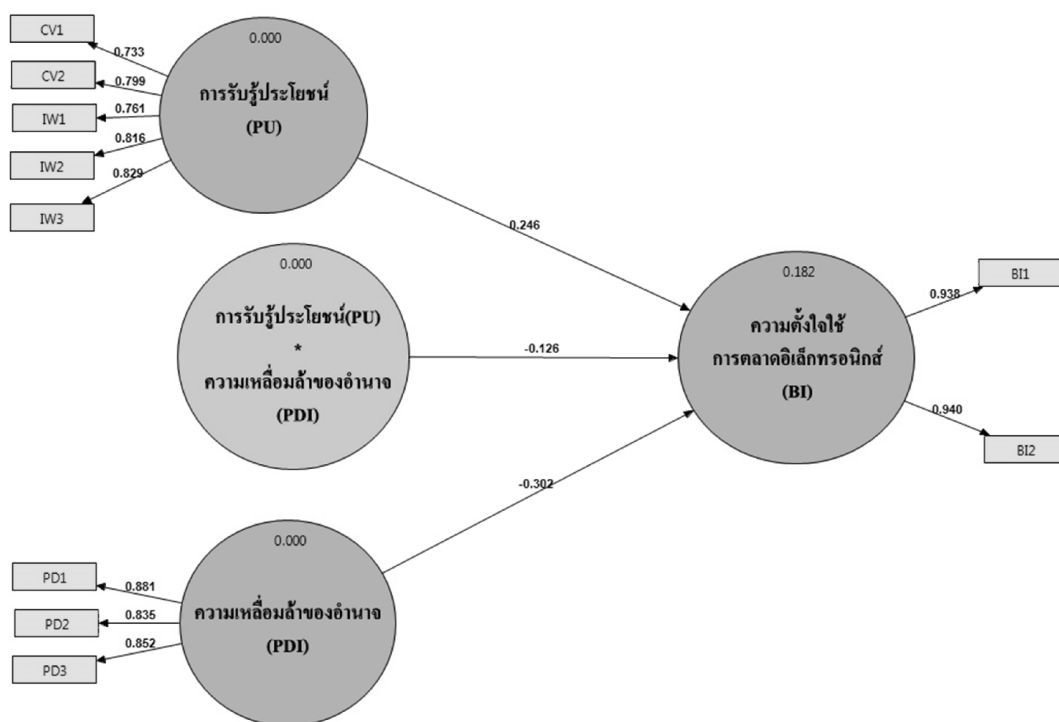 CV1
0.733
CV2
0.799
IW1
0.761
IW2
0.816
IW3
0.829
0.000
การรับรู้ประโยชน์
(PU)
0.246
0.000
การรับรู้ประโยชน์(PU)
*
ความเหลื่อมล้ำของอำนาจ
(PDI)
-0.126
0.182
ความตั้งใจใช้
การตลาดอิเล็กทรอนิกส์
(BI)
0.938
BI1
0.940
BI2
-0.302
0.000
ความเหลื่อมล้ำของอำนาจ
(PDI)
PD1
0.881
PD2
0.835
PD3
0.852